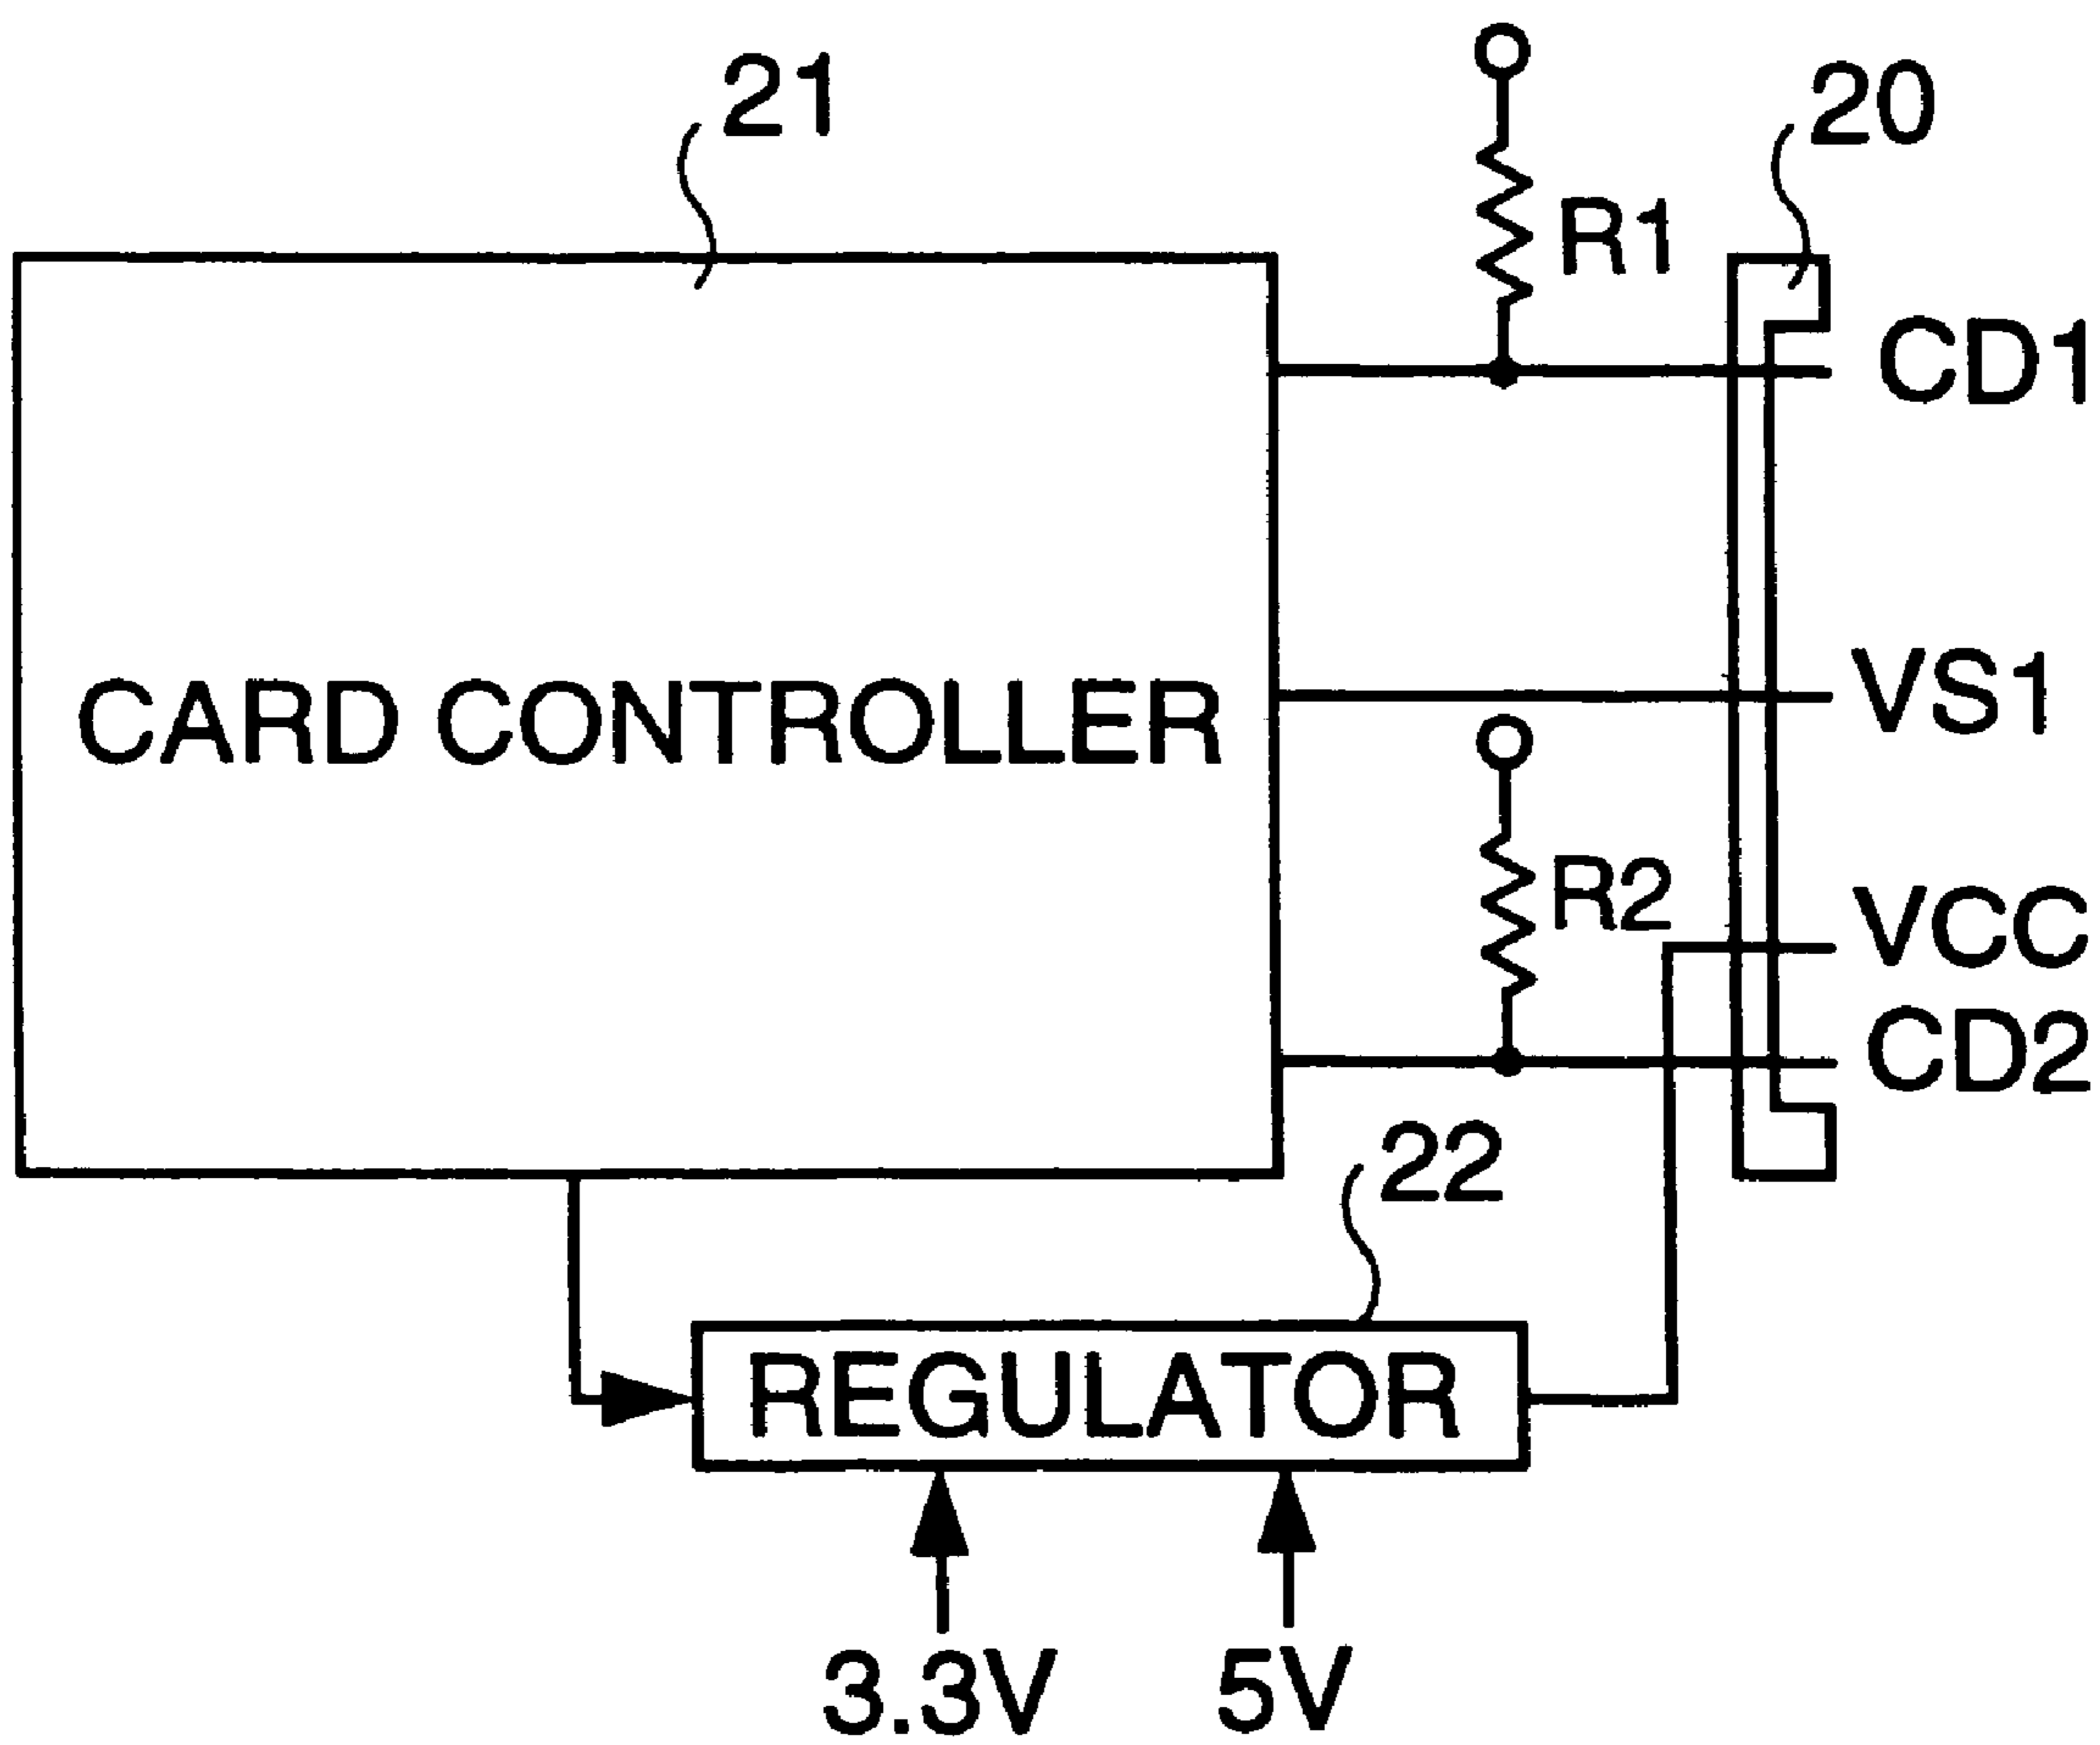 21
20
R1
CD1
CARD CONTROLLER
VS1
R2
VCC
CD2
22
REGULATOR
3.3V
5V